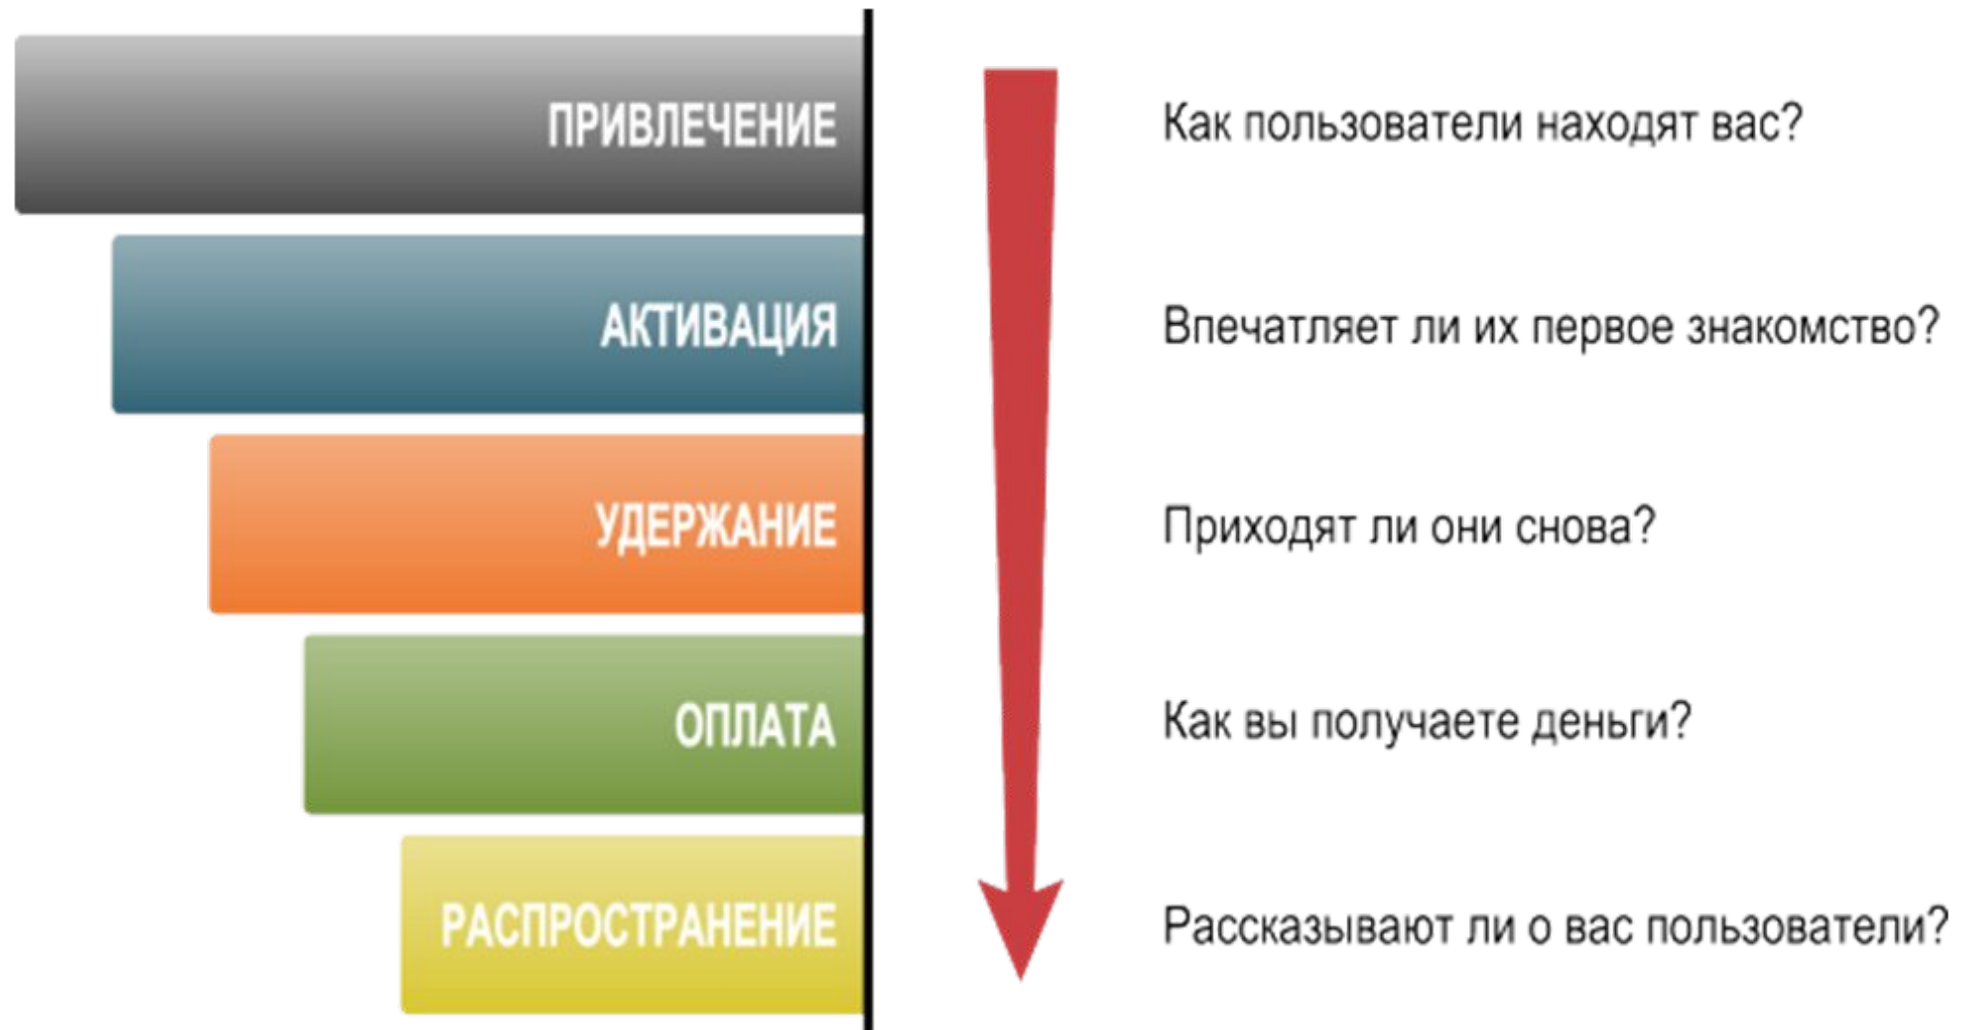 ПРИВЛЕЧЕНИЕ
Как пользователи находят вас?
АКТИВАЦИЯ
Впечатляет ли их первое знакомство?
УДЕРЖАНИЕ
Приходят ли они снова?
ОПЛАТА
Как вы получаете деньги?
РАСПРОСТРАНЕНИЕ
Рассказывают ли о вас пользователи?